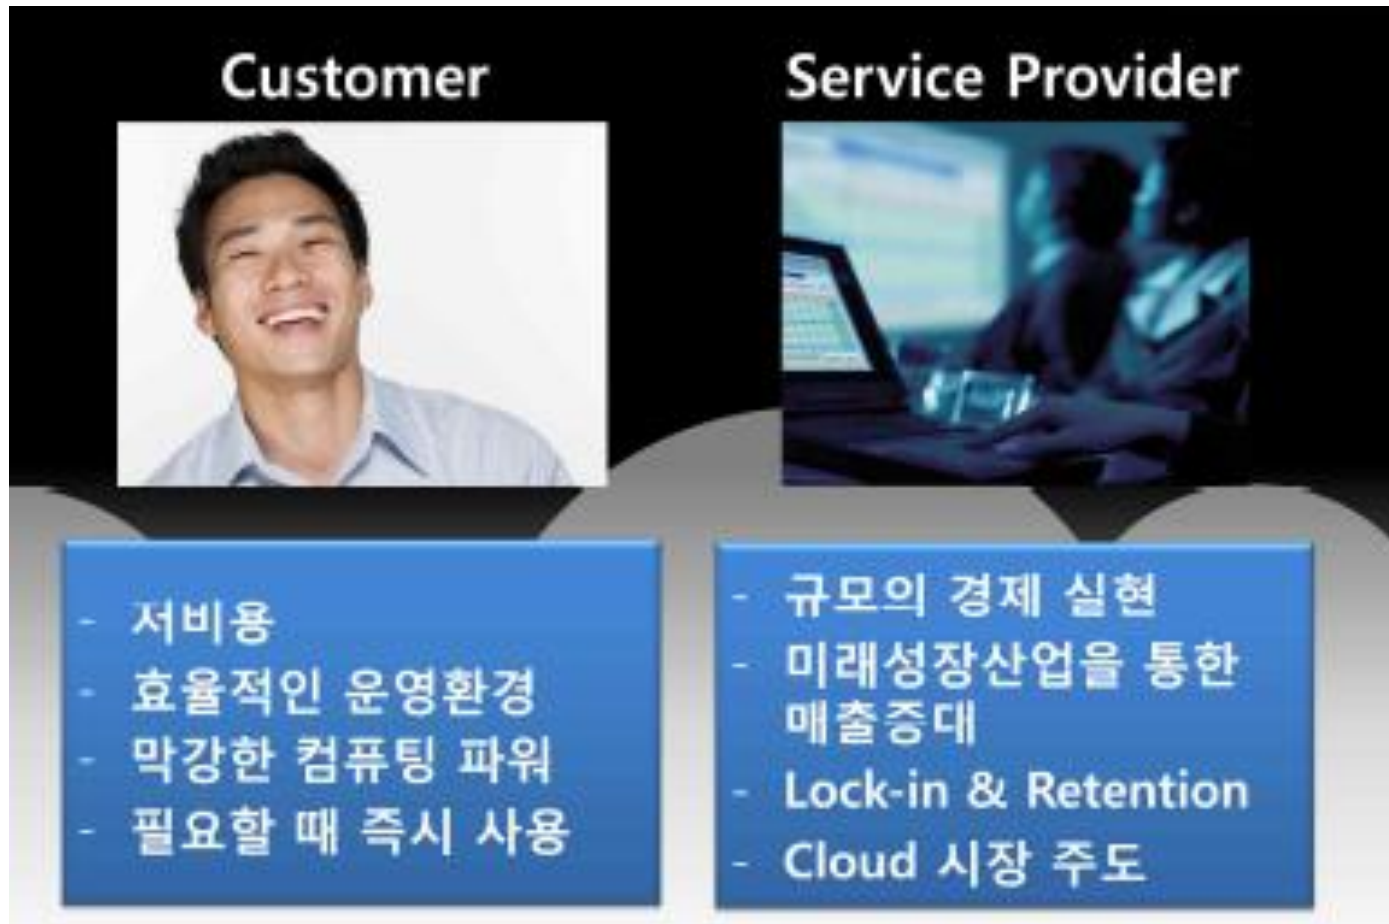 Customer
Service Provider
- 저비용
- 효율적인 운영환경
- 막강한 컴퓨팅 파워
- 필요할 때 즉시 사용
- 규모의 경제 실현
- 미래성장산업을 통한
매출증대
- Lock-in & Retention
- Cloud 시장 주도